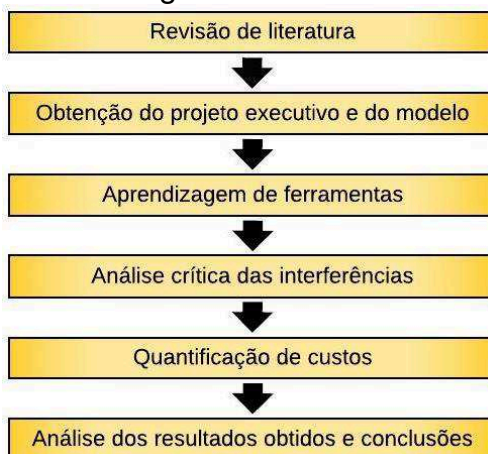 Revisão de literatura
Obtenção do projeto executivo e do modelo
Aprendizagem de ferramentas
Análise crítica das interferências
Quantificação de custos
Análise dos resultados obtidos e conclusões